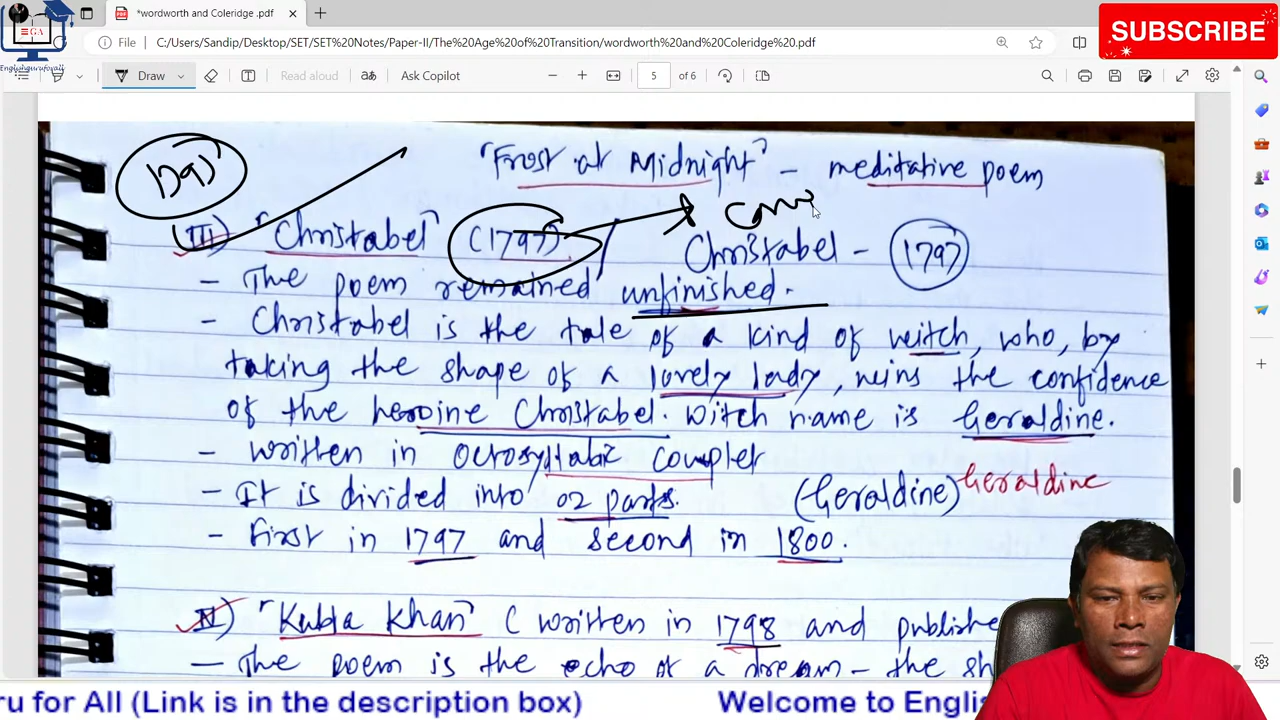 *wordworth and Coleridge .pdf
SUBSCRIBE
EGA
Englishguruforall
File C:/Users/Sandip/Desktop/SET/SET%20Notes/Paper-II/The%20Age%20of%20Transition/wordworth%20and%20Coleridge%20.pdf
Draw Read aloud Ask Copilot 5 of 6
1797
"Frost at Midnight" - meditative poem
III) "Christabel" (1797) Christabel - 1797
- The poem remained unfinished.
- Christabel is the tale of a kind of witch, who, by
taking the shape of a lovely lady, wins the confidence
of the heroine Christabel. Witch name is Geraldine.
- written in Octosyllabic couplet
- It is divided into 02 parts. (Geraldine) Geraldine
- First in 1797 and second in 1800.
IV) "Kubla Khan" ( written in 1798 and publishe
- The poem is the echo of a dream - the sh
ru for All (Link is in the description box) Welcome to English